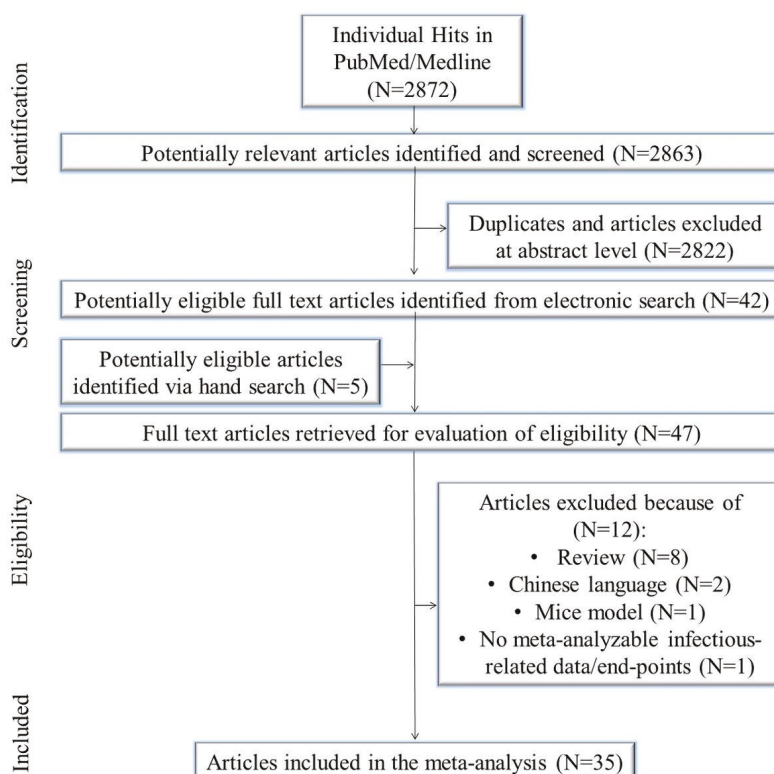 Individual Hits in
PubMed/Medline
(N=2872)
Identification
Potentially relevant articles identified and screened (N=2863)
Duplicates and articles excluded
at abstract level (N=2822)
Screening
Potentially eligible full text articles identified from electronic search (N=42)
Potentially eligible articles
identified via hand search (N=5)
Full text articles retrieved for evaluation of eligibility (N=47)
Eligibility
Articles excluded because of
(N=12):
• Review (N=8)
• Chinese language (N=2)
• Mice model (N=1)
• No meta-analyzable infectious-
related data/end-points (N=1)
Included
Articles included in the meta-analysis (N=35)